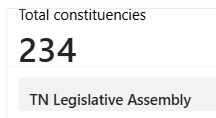 Total constituencies
234
TN Legislative Assembly